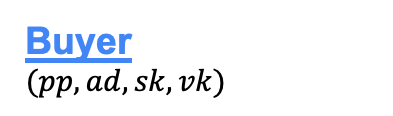 Buyer
(pp, ad, sk, vk)